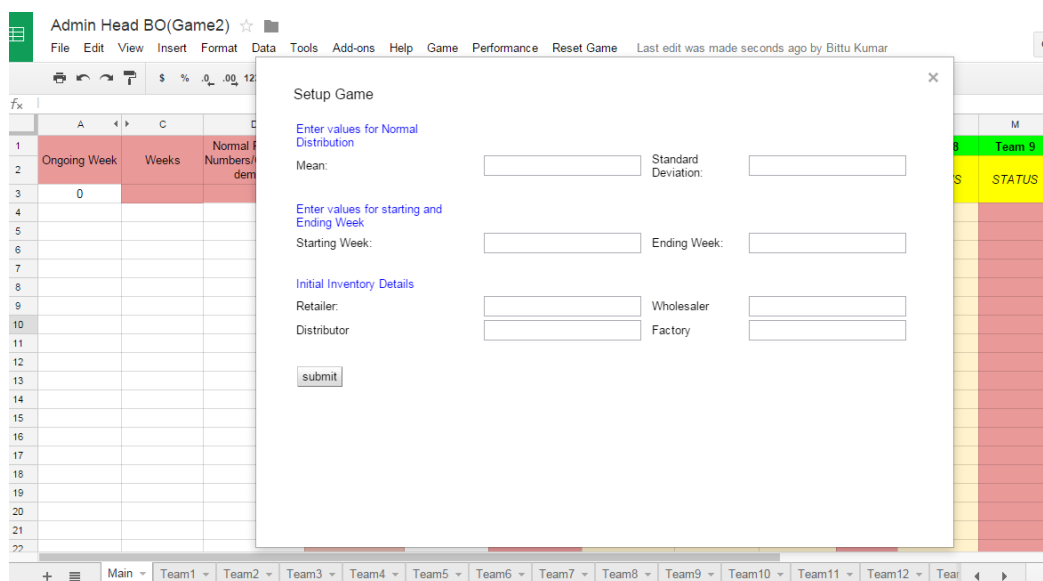 Admin Head BO(Game2)
File Edit View Insert Format Data Tools Add-ons Help Game Performance Reset Game Last edit was made seconds ago by Bittu Kumar
$ % .0 .00 123
fx
A C D M
1 Team 9
2 Ongoing Week Weeks Normal
Numbers/
dem
STATUS
3 0
4
5
6
7
8
9
10
11
12
13
14
15
16
17
18
19
20
21
22
Setup Game
Enter values for Normal
Distribution
Mean: Standard
Deviation:
Enter values for starting and
Ending Week
Starting Week: Ending Week:
Initial Inventory Details
Retailer: Wholesaler
Distributor Factory
submit
Main Team1 Team2 Team3 Team4 Team5 Team6 Team7 Team8 Team9 Team10 Team11 Team12